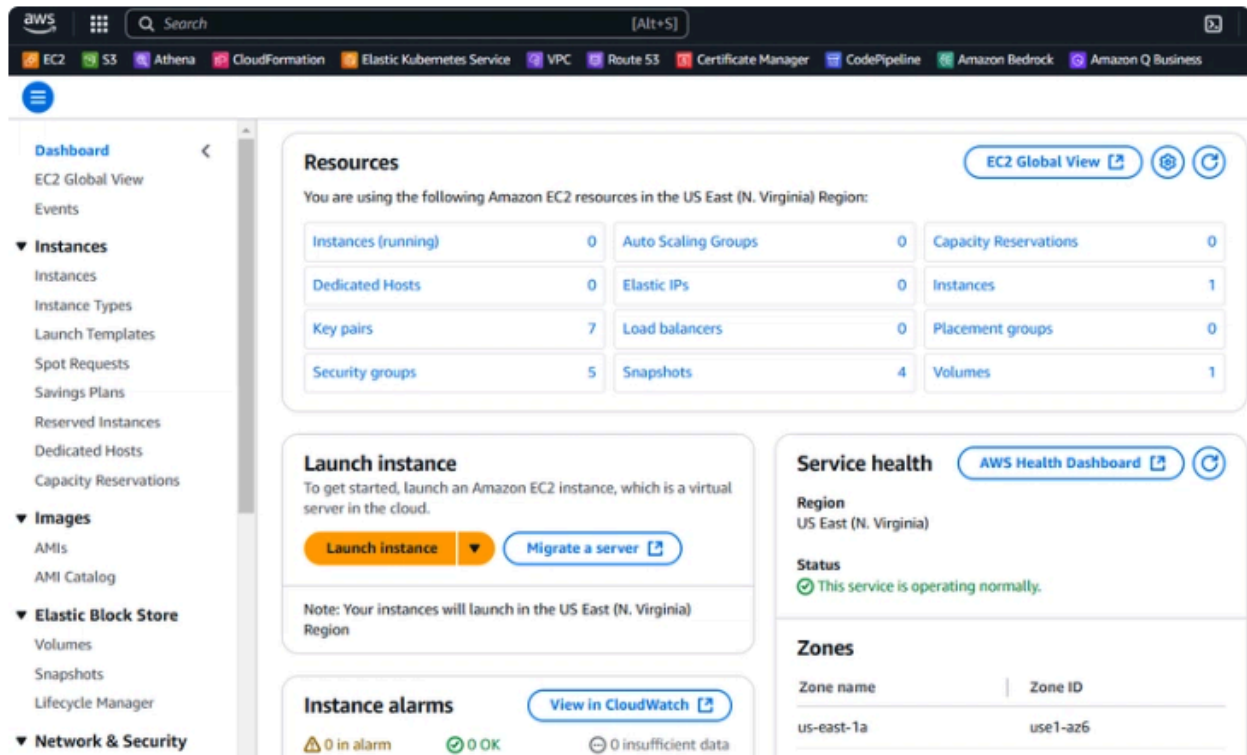 aws
Search [Alt+S]
EC2 S3 Athena CloudFormation Elastic Kubernetes Service VPC Route 53 Certificate Manager CodePipeline Amazon Bedrock Amazon Q Business
Dashboard
EC2 Global View
Events
Instances
Instances
Instance Types
Launch Templates
Spot Requests
Savings Plans
Reserved Instances
Dedicated Hosts
Capacity Reservations
Images
AMIs
AMI Catalog
Elastic Block Store
Volumes
Snapshots
Lifecycle Manager
Network & Security
Resources
EC2 Global View
You are using the following Amazon EC2 resources in the US East (N. Virginia) Region:
Instances (running) 0 Auto Scaling Groups 0 Capacity Reservations 0
Dedicated Hosts 0 Elastic IPs 0 Instances 1
Key pairs 7 Load balancers 0 Placement groups 0
Security groups 5 Snapshots 4 Volumes 1
Launch instance
To get started, launch an Amazon EC2 instance, which is a virtual
server in the cloud.
Launch instance Migrate a server
Note: Your instances will launch in the US East (N. Virginia)
Region
Instance alarms
View in CloudWatch
0 in alarm 0 OK 0 insufficient data
Service health
AWS Health Dashboard
Region
US East (N. Virginia)
Status
This service is operating normally.
Zones
Zone name Zone ID
us-east-1a use1-az6